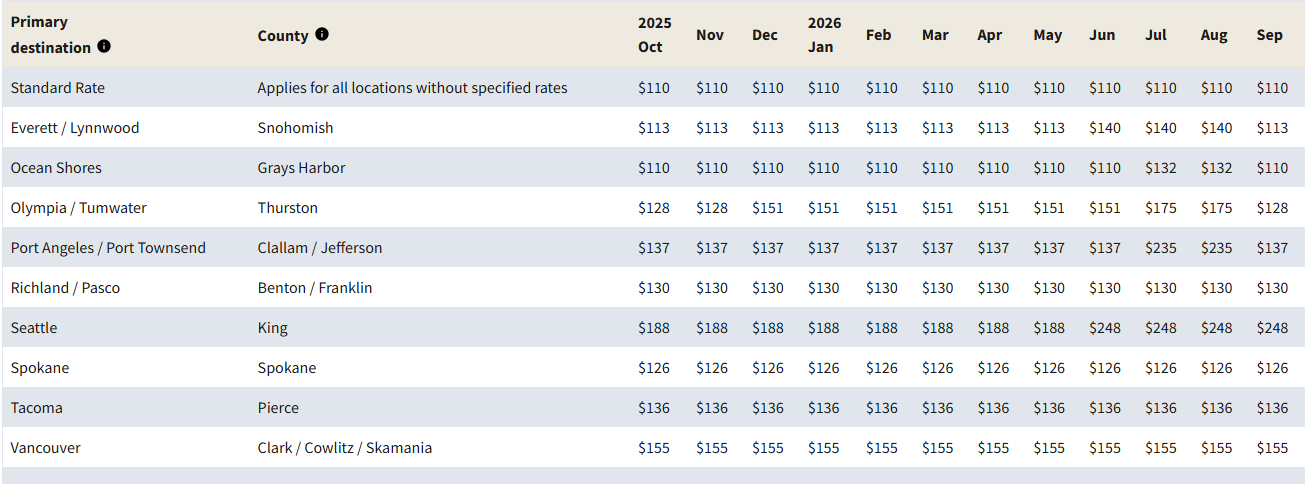 Primary destination County 2025 Oct Nov Dec 2026 Jan Feb Mar Apr May Jun Jul Aug Sep
Standard Rate Applies for all locations without specified rates $110 $110 $110 $110 $110 $110 $110 $110 $110 $110 $110 $110
Everett / Lynnwood Snohomish $113 $113 $113 $113 $113 $113 $113 $113 $140 $140 $140 $113
Ocean Shores Grays Harbor $110 $110 $110 $110 $110 $110 $110 $110 $110 $132 $132 $110
Olympia / Tumwater Thurston $128 $128 $151 $151 $151 $151 $151 $151 $151 $175 $175 $128
Port Angeles / Port Townsend Clallam / Jefferson $137 $137 $137 $137 $137 $137 $137 $137 $137 $235 $235 $137
Richland / Pasco Benton / Franklin $130 $130 $130 $130 $130 $130 $130 $130 $130 $130 $130 $130
Seattle King $188 $188 $188 $188 $188 $188 $188 $188 $248 $248 $248 $248
Spokane Spokane $126 $126 $126 $126 $126 $126 $126 $126 $126 $126 $126 $126
Tacoma Pierce $136 $136 $136 $136 $136 $136 $136 $136 $136 $136 $136 $136
Vancouver Clark / Cowlitz / Skamania $155 $155 $155 $155 $155 $155 $155 $155 $155 $155 $155 $155